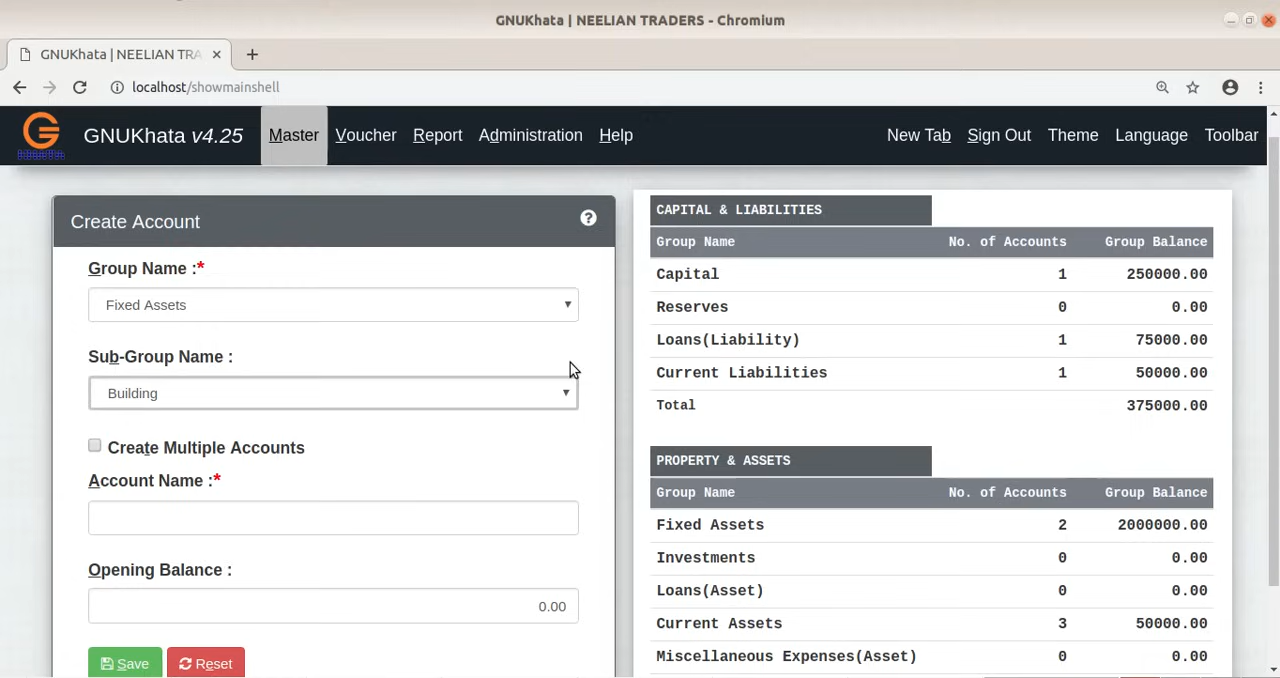 GNUKhata | NEELIAN TRADERS - Chromium
GNUKhata | NEELIAN TRA
localhost/showmainshell
GNUKhata v4.25 Master Voucher Report Administration Help New Tab Sign Out Theme Language Toolbar
Create Account
Group Name :*
Fixed Assets
Sub-Group Name :
Building
Create Multiple Accounts
Account Name :*
Opening Balance :
0.00
Save Reset
CAPITAL & LIABILITIES
Group Name No. of Accounts Group Balance
Capital 1 250000.00
Reserves 0 0.00
Loans(Liability) 1 75000.00
Current Liabilities 1 50000.00
Total 375000.00
PROPERTY & ASSETS
Group Name No. of Accounts Group Balance
Fixed Assets 2 2000000.00
Investments 0 0.00
Loans(Asset) 0 0.00
Current Assets 3 50000.00
Miscellaneous Expenses(Asset) 0 0.00